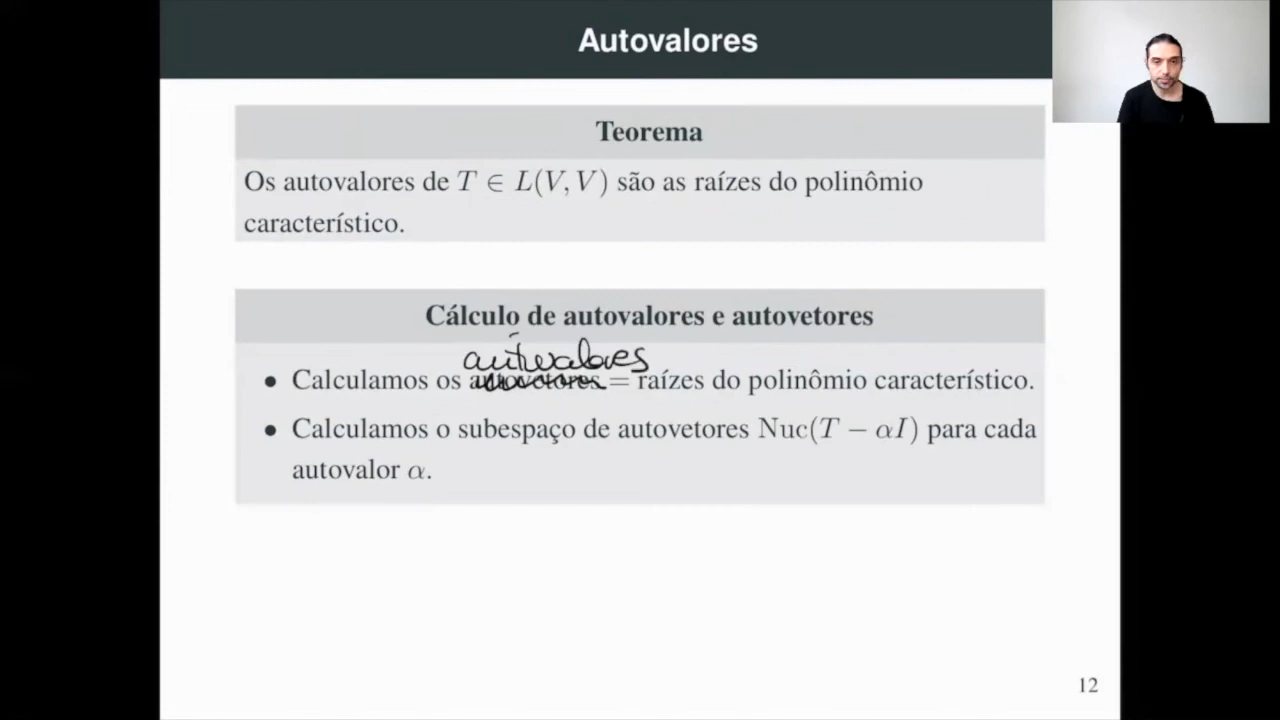 Autovalores
Teorema
Os autovalores de T ∈ L(V, V) são as raízes do polinômio
característico.
Cálculo de autovalores e autovetores
autovalores
• Calculamos os autovetores = raízes do polinômio característico.
• Calculamos o subespaço de autovetores Nuc(T − αI) para cada
autovalor α.
12